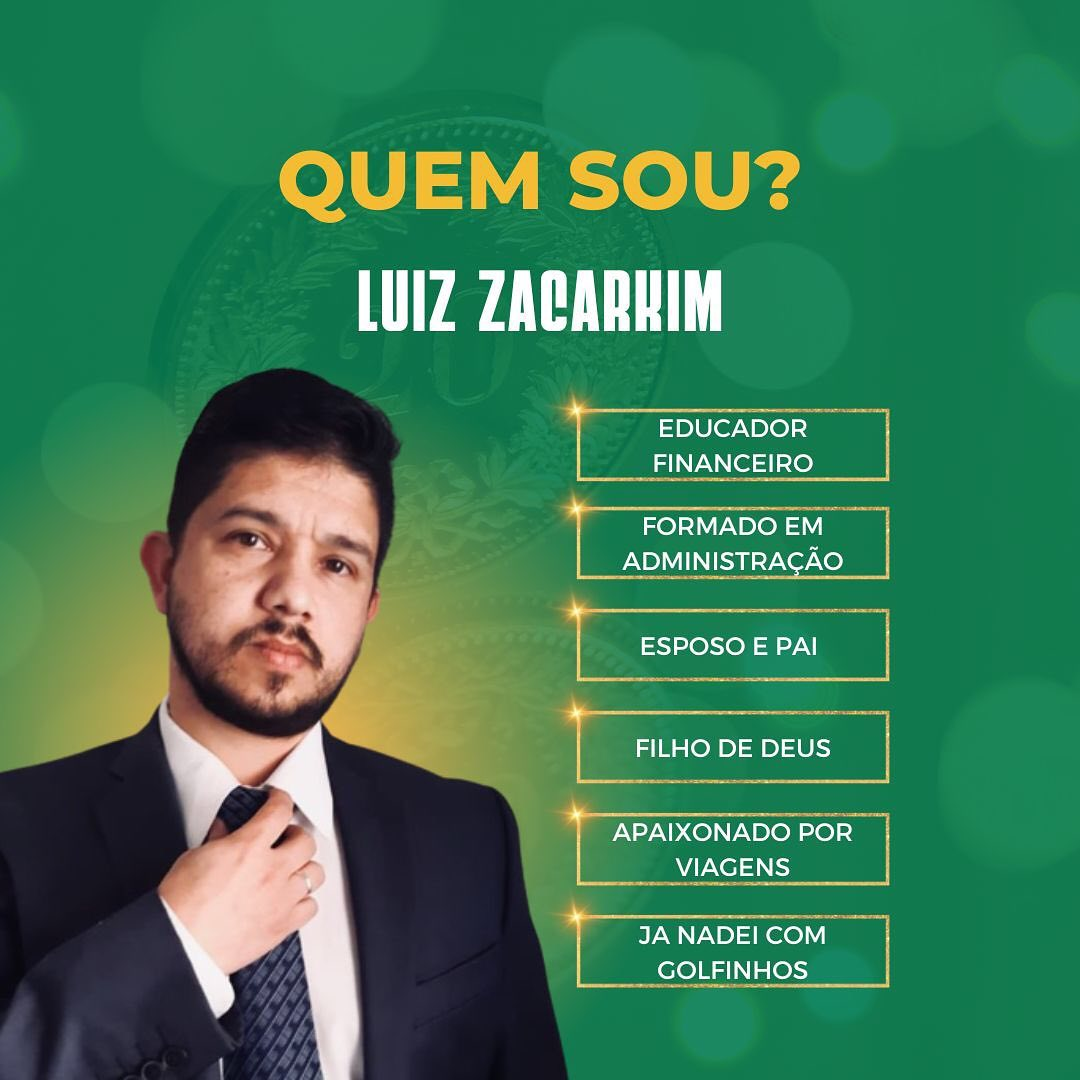 QUEM SOU?
LUIZ ZACARKIM
EDUCADOR
FINANCEIRO
FORMADO EM
ADMINISTRAÇÃO
ESPOSO E PAI
FILHO DE DEUS
APAIXONADO POR
VIAGENS
JA NADEI COM
GOLFINHOS
20